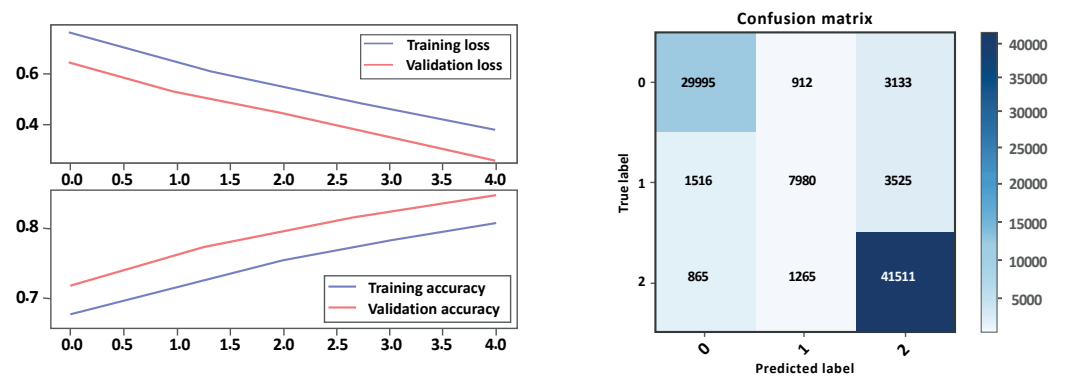 Training loss
Validation loss
0.6
0.4
0.0 0.5 1.0 1.5 2.0 2.5 3.0 3.5 4.0
0.8
0.7
Training accuracy
Validation accuracy
0.0 0.5 1.0 1.5 2.0 2.5 3.0 3.5 4.0
Confusion matrix
True label
0
29995 912 3133
1
1516 7980 3525
2
865 1265 41511
0 1 2
Predicted label
40000
35000
30000
25000
20000
15000
10000
5000